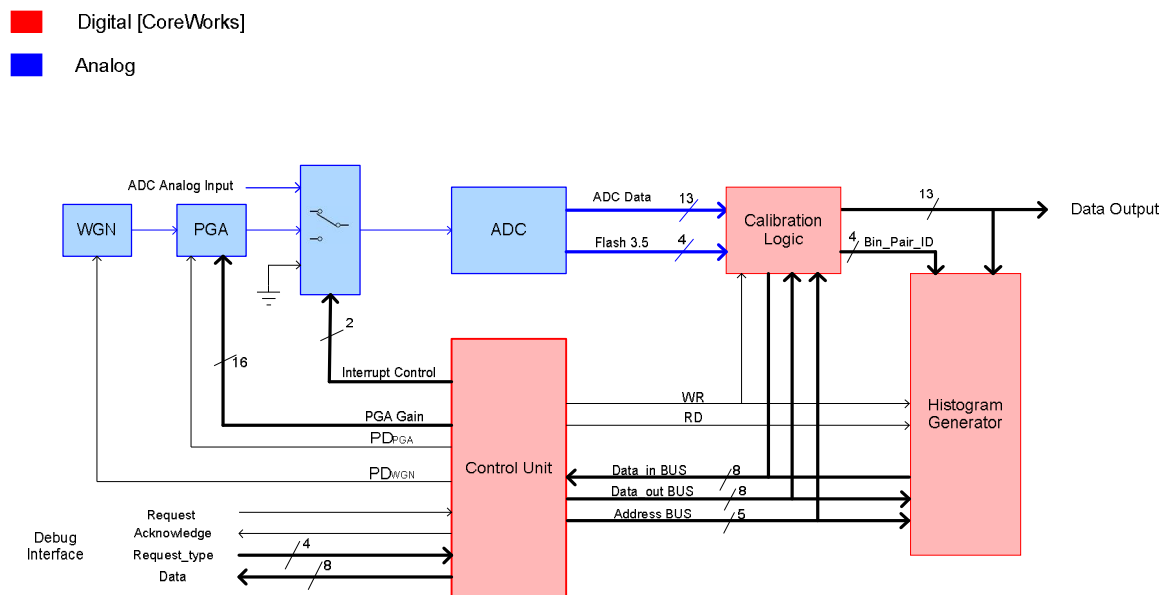 Digital [CoreWorks]
Analog
ADC Analog Input
WGN
PGA
ADC
ADC Data
13
Flash 3.5
4
Calibration
Logic
13
Data Output
4
Bin_Pair_ID
2
16
Interrupt Control
PGA Gain
PDPGA
PDWGN
Control Unit
WR
RD
Histogram
Generator
Data_in BUS
8
Data_out BUS
8
Address BUS
5
Debug
Interface
Request
Acknowledge
Request_type
4
Data
8